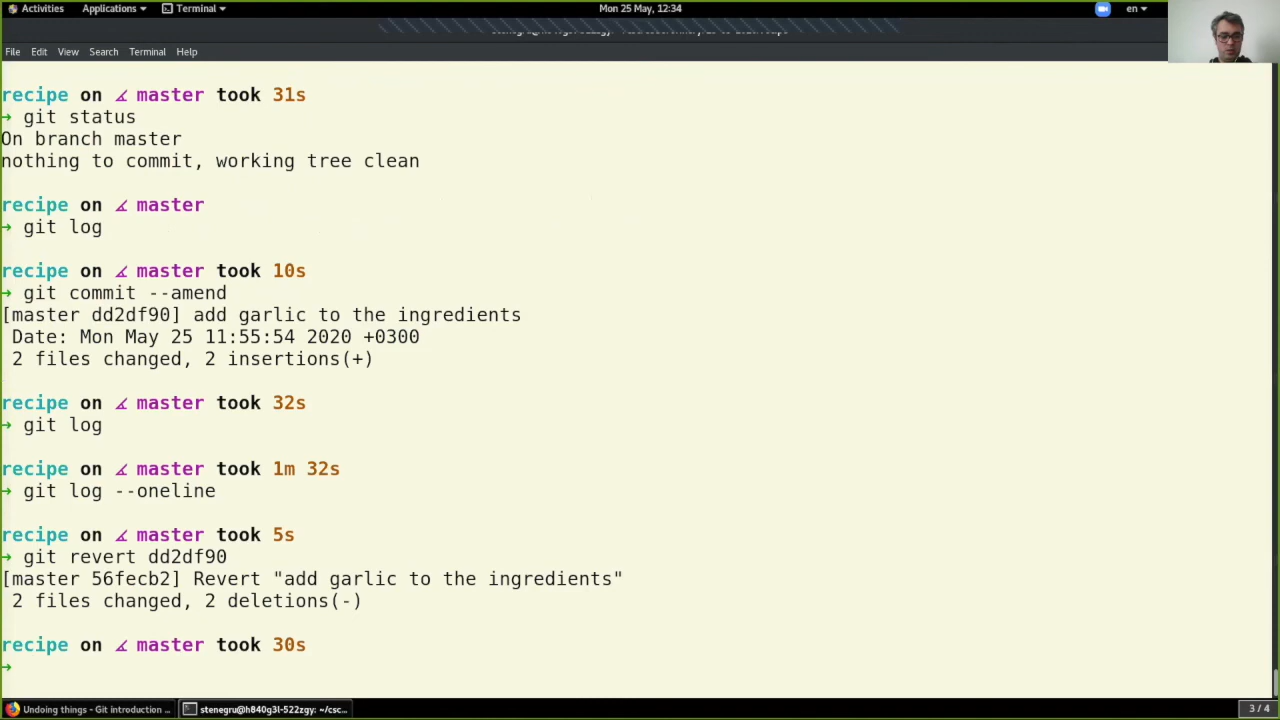 Activities Applications Terminal Mon 25 May, 12:34 en
File Edit View Search Terminal Help
recipe on master took 31s
→ git status
On branch master
nothing to commit, working tree clean
recipe on master
→ git log
recipe on master took 10s
→ git commit --amend
[master dd2df90] add garlic to the ingredients
Date: Mon May 25 11:55:54 2020 +0300
2 files changed, 2 insertions(+)
recipe on master took 32s
→ git log
recipe on master took 1m 32s
→ git log --oneline
recipe on master took 5s
→ git revert dd2df90
[master 56fecb2] Revert "add garlic to the ingredients"
2 files changed, 2 deletions(-)
recipe on master took 30s
→
Undoing things - Git introduction ... stenegru@h840g3l-522zgy: ~/csc... 3 / 4